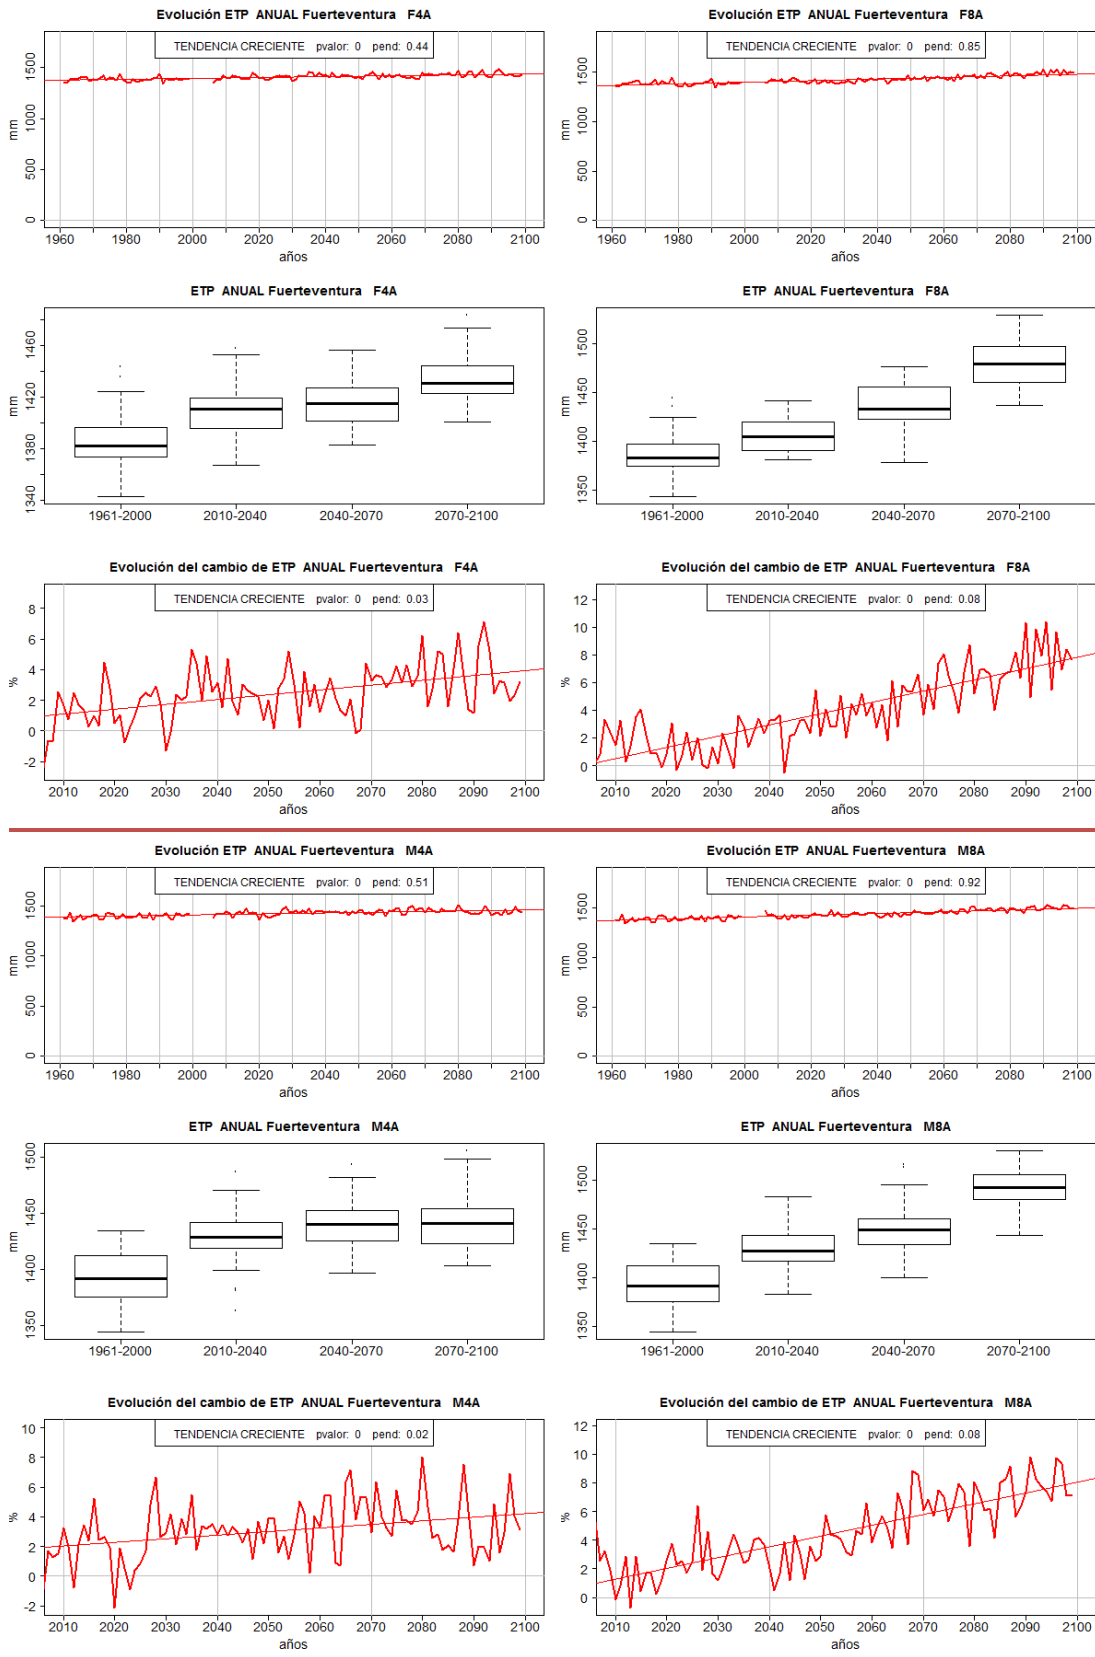 Evolución ETP ANUAL Fuerteventura F4A
TENDENCIA CRECIENTE pvalor: 0 pend: 0.44
mm
0 500 1000 1500
1960 1980 2000 2020 2040 2060 2080 2100
años
Evolución ETP ANUAL Fuerteventura F8A
TENDENCIA CRECIENTE pvalor: 0 pend: 0.85
mm
0 500 1000 1500
1960 1980 2000 2020 2040 2060 2080 2100
años
ETP ANUAL Fuerteventura F4A
mm
1340 1380 1420 1460
1961-2000 2010-2040 2040-2070 2070-2100
ETP ANUAL Fuerteventura F8A
mm
1350 1400 1450 1500
1961-2000 2010-2040 2040-2070 2070-2100
Evolución del cambio de ETP ANUAL Fuerteventura F4A
TENDENCIA CRECIENTE pvalor: 0 pend: 0.03
%
-2 0 2 4 6 8
2010 2020 2030 2040 2050 2060 2070 2080 2090 2100
años
Evolución del cambio de ETP ANUAL Fuerteventura F8A
TENDENCIA CRECIENTE pvalor: 0 pend: 0.08
%
0 2 4 6 8 10 12
2010 2020 2030 2040 2050 2060 2070 2080 2090 2100
años
Evolución ETP ANUAL Fuerteventura M4A
TENDENCIA CRECIENTE pvalor: 0 pend: 0.51
mm
0 500 1000 1500
1960 1980 2000 2020 2040 2060 2080 2100
años
Evolución ETP ANUAL Fuerteventura M8A
TENDENCIA CRECIENTE pvalor: 0 pend: 0.92
mm
0 500 1000 1500
1960 1980 2000 2020 2040 2060 2080 2100
años
ETP ANUAL Fuerteventura M4A
mm
1350 1400 1450 1500
1961-2000 2010-2040 2040-2070 2070-2100
ETP ANUAL Fuerteventura M8A
mm
1350 1400 1450 1500
1961-2000 2010-2040 2040-2070 2070-2100
Evolución del cambio de ETP ANUAL Fuerteventura M4A
TENDENCIA CRECIENTE pvalor: 0 pend: 0.02
%
-2 0 2 4 6 8 10
2010 2020 2030 2040 2050 2060 2070 2080 2090 2100
años
Evolución del cambio de ETP ANUAL Fuerteventura M8A
TENDENCIA CRECIENTE pvalor: 0 pend: 0.08
%
0 2 4 6 8 10 12
2010 2020 2030 2040 2050 2060 2070 2080 2090 2100
años